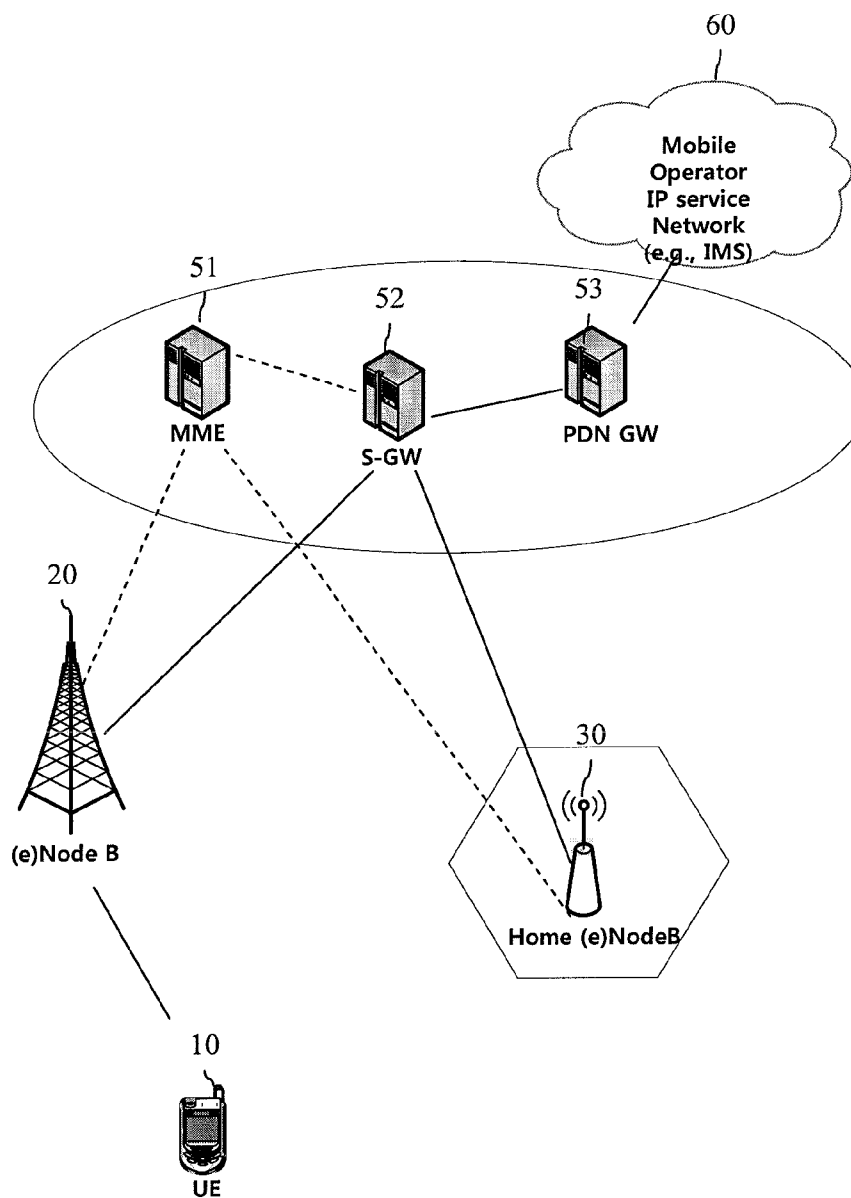 60
Mobile
Operator
IP service
Network
(e.g., IMS)
51
52
53
MME
S-GW
PDN GW
20
30
(e)Node B
Home (e)NodeB
10
UE